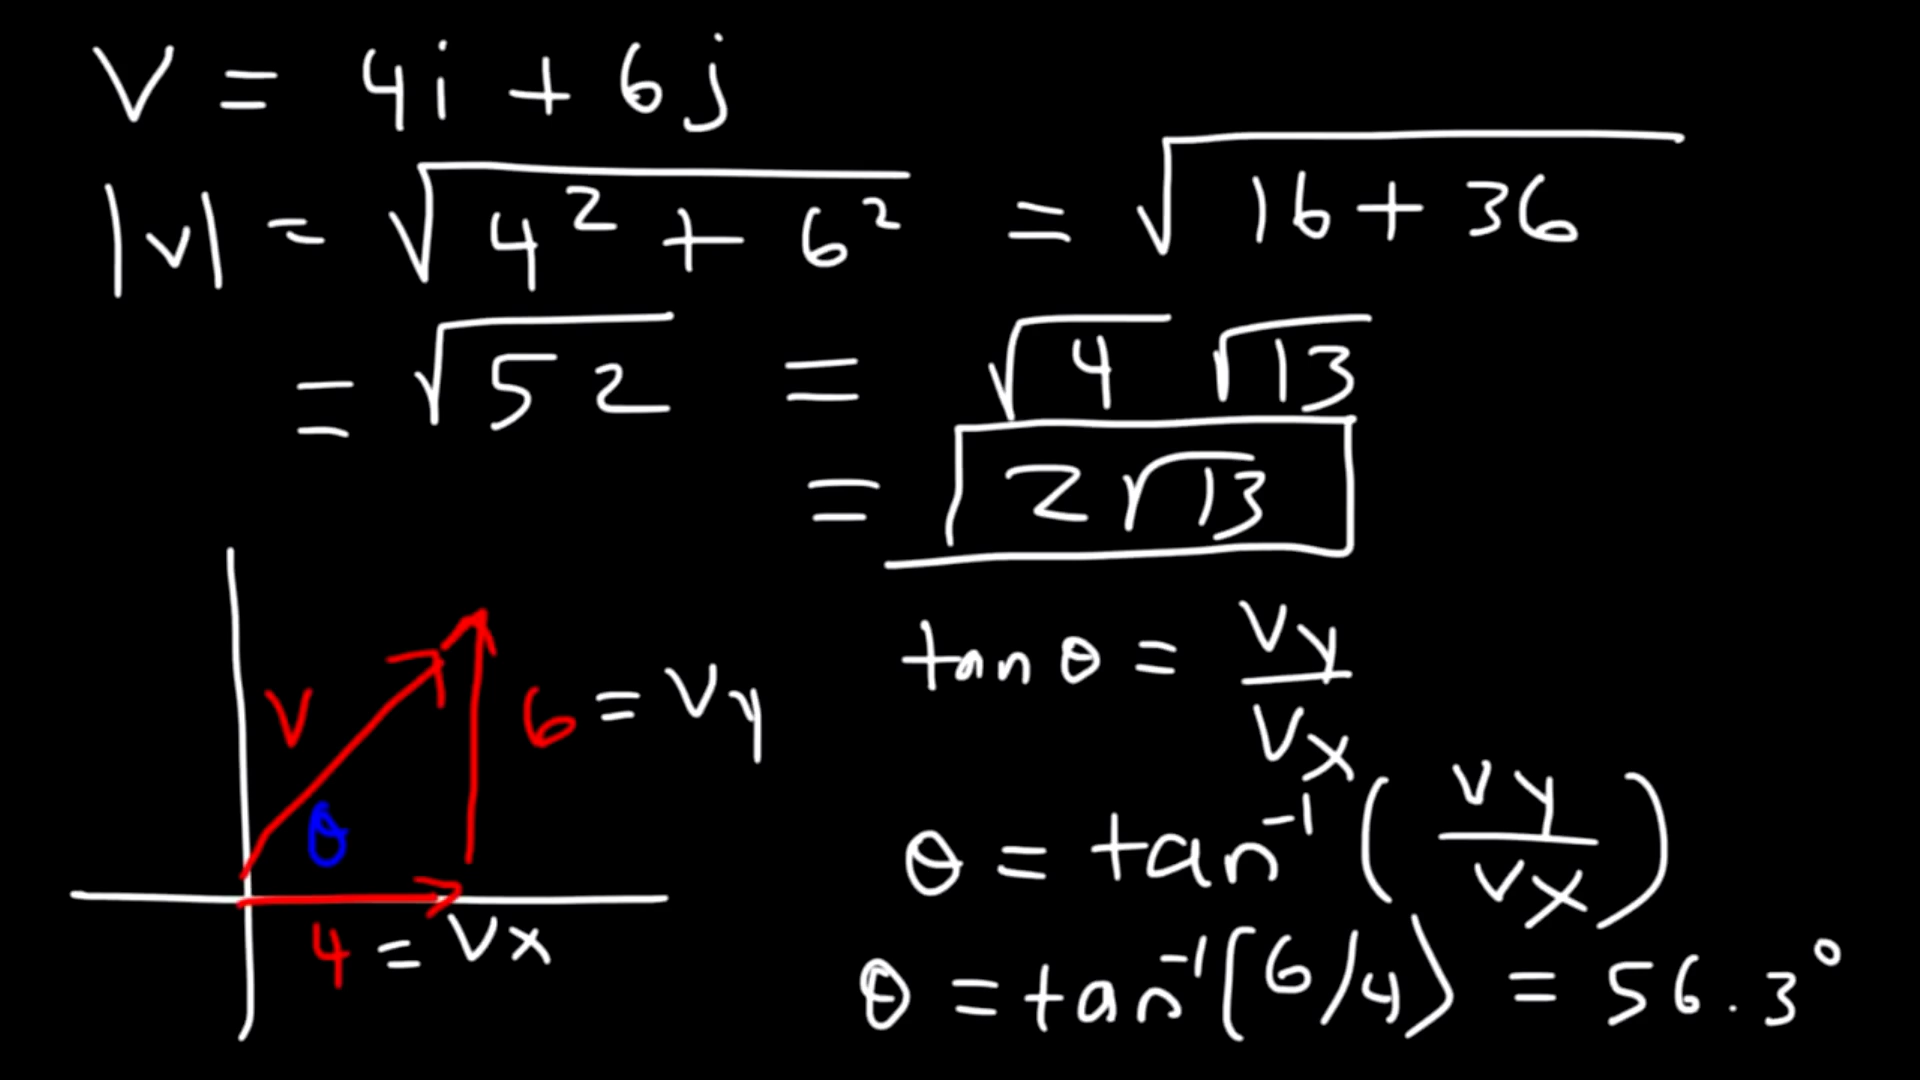 V = 4i + 6j
|v| = √(4² + 6²) = √(16 + 36)
= √52 = √4 √13
= 2√13
V
θ
6 = Vy
4 = Vx
tan θ = Vy/Vx
θ = tan⁻¹(Vy/Vx)
θ = tan⁻¹(6/4) = 56.3°